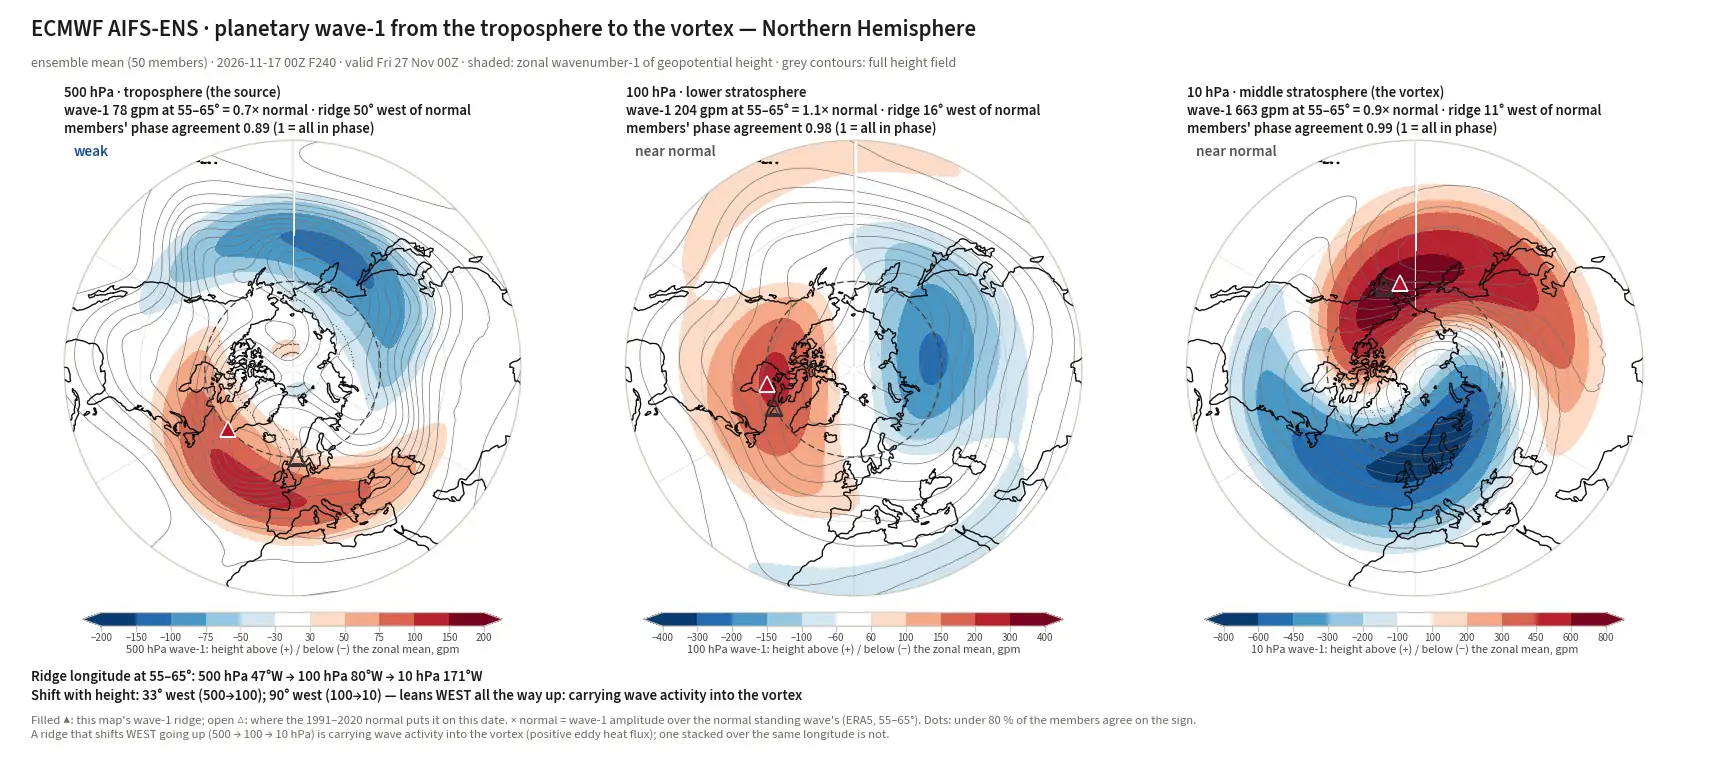 ECMWF AIFS-ENS · planetary wave-1 from the troposphere to the vortex — Northern Hemisphere
ensemble mean (50 members) · 2026-11-17 00Z F240 · valid Fri 27 Nov 00Z · shaded: zonal wavenumber-1 of geopotential height · grey contours: full height field
500 hPa · troposphere (the source)
wave-1 78 gpm at 55–65° = 0.7× normal · ridge 50° west of normal
members' phase agreement 0.89 (1 = all in phase)
weak
100 hPa · lower stratosphere
wave-1 204 gpm at 55–65° = 1.1× normal · ridge 16° west of normal
members' phase agreement 0.98 (1 = all in phase)
near normal
10 hPa · middle stratosphere (the vortex)
wave-1 663 gpm at 55–65° = 0.9× normal · ridge 11° west of normal
members' phase agreement 0.99 (1 = all in phase)
near normal
−200 −150 −100 −75 −50 −30 30 50 75 100 150 200
500 hPa wave-1: height above (+) / below (−) the zonal mean, gpm
−400 −300 −200 −150 −100 −60 60 100 150 200 300 400
100 hPa wave-1: height above (+) / below (−) the zonal mean, gpm
−800 −600 −450 −300 −200 −100 100 200 300 450 600 800
10 hPa wave-1: height above (+) / below (−) the zonal mean, gpm
Ridge longitude at 55–65°: 500 hPa 47°W → 100 hPa 80°W → 10 hPa 171°W
Shift with height: 33° west (500→100); 90° west (100→10) — leans WEST all the way up: carrying wave activity into the vortex
Filled ▲: this map's wave-1 ridge; open △: where the 1991–2020 normal puts it on this date. × normal = wave-1 amplitude over the normal standing wave's (ERA5, 55–65°). Dots: under 80 % of the members agree on the sign.
A ridge that shifts WEST going up (500 → 100 → 10 hPa) is carrying wave activity into the vortex (positive eddy heat flux); one stacked over the same longitude is not.